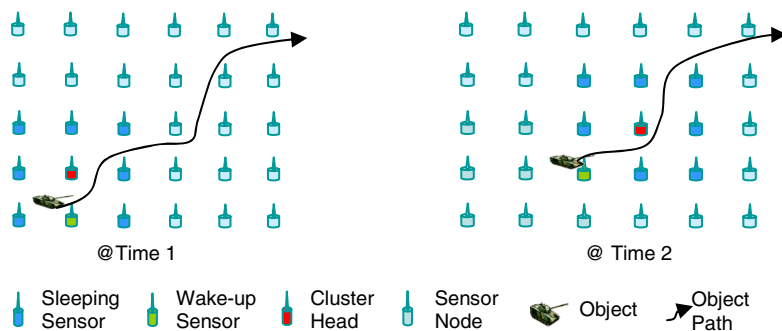 @Time 1
@ Time 2
Sleeping Sensor
Wake-up Sensor
Cluster Head
Sensor Node
Object
Object Path